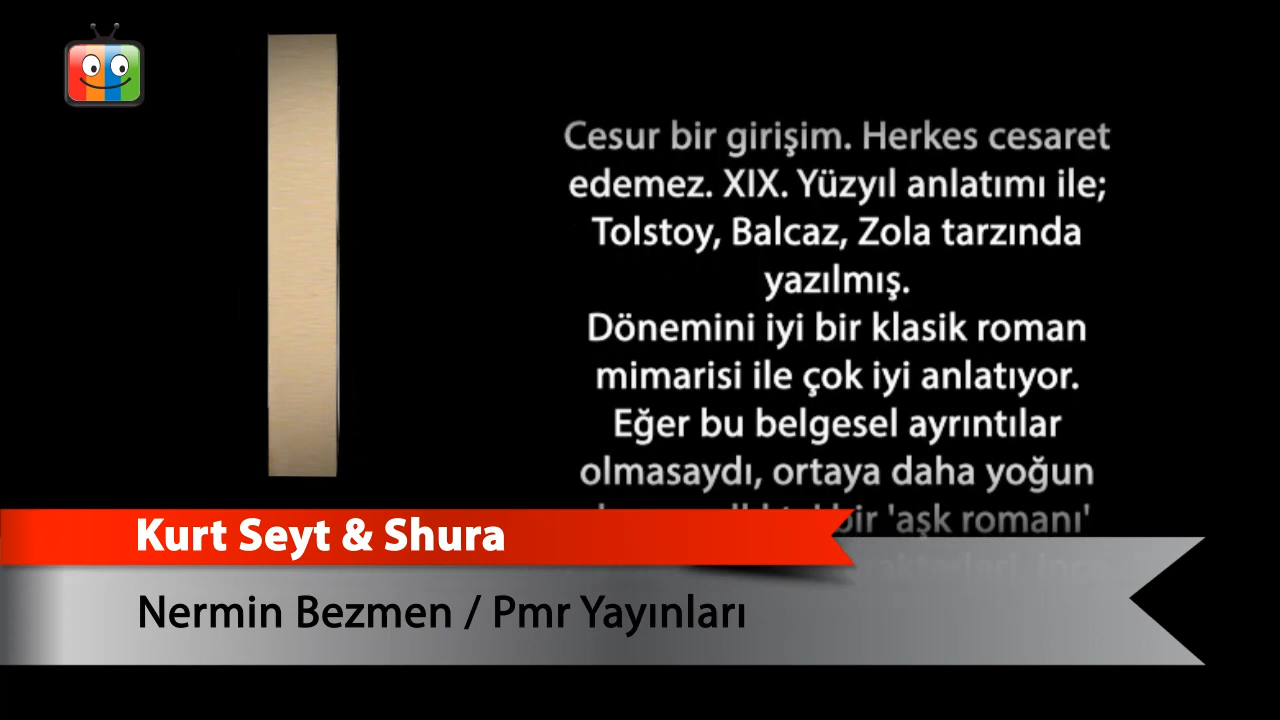 Cesur bir girişim. Herkes cesaret
edemez. XIX. Yüzyıl anlatımı ile;
Tolstoy, Balcaz, Zola tarzında
yazılmış.
Dönemini iyi bir klasik roman
mimarisi ile çok iyi anlatıyor.
Eğer bu belgesel ayrıntılar
olmasaydı, ortaya daha yoğun
bir 'aşk romanı'
Kurt Seyt & Shura
Nermin Bezmen / Pmr Yayınları